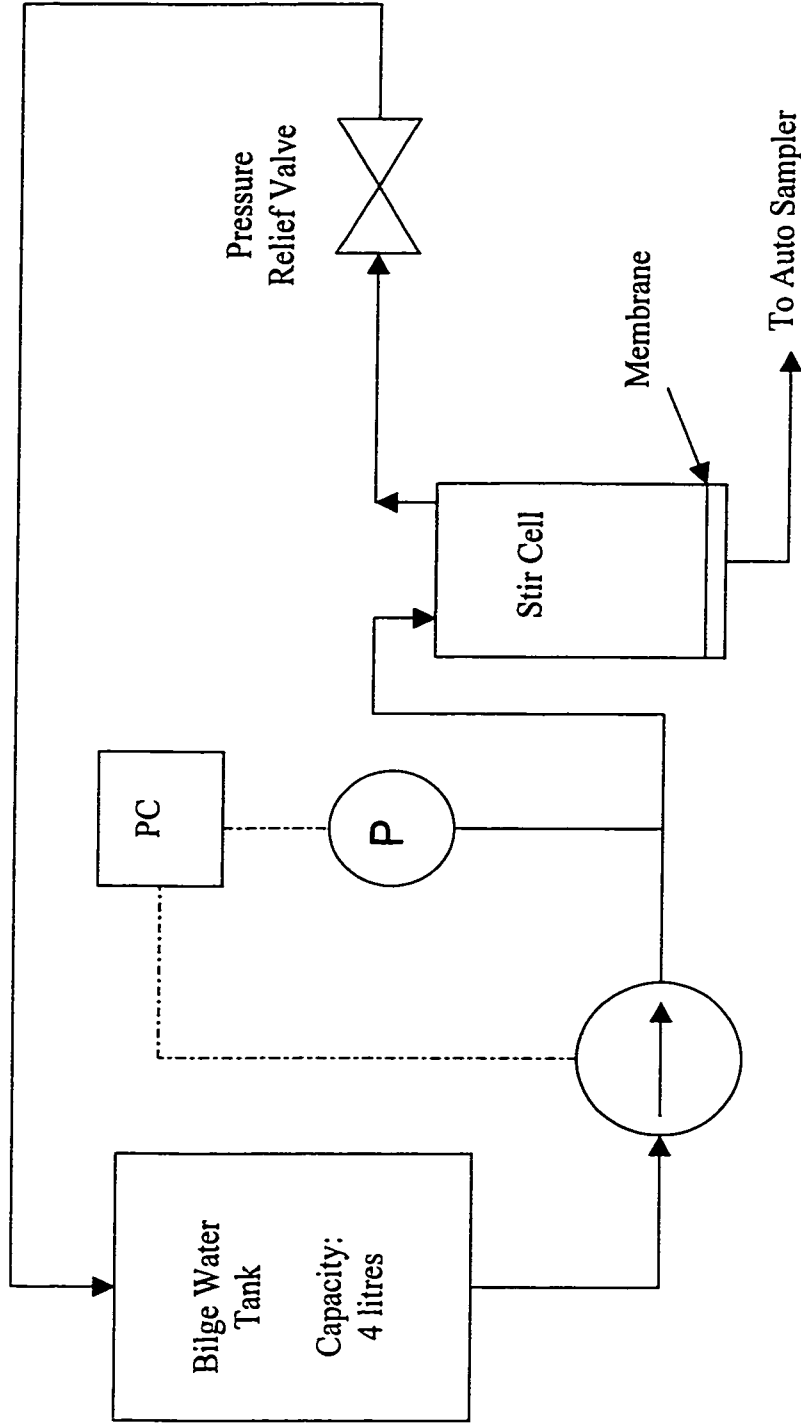 Bilge Water
Tank
Capacity:
4 litres
PC
P
Stir Cell
Membrane
Pressure
Relief Valve
To Auto Sampler